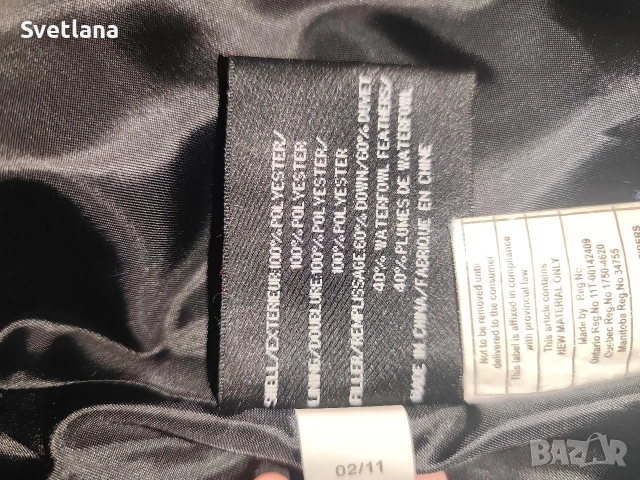 Svetlana
SHELL/EXTERIEUR:100% POLYESTER/
100% POLYESTER
LINING/DOUBLURE:100% POLYESTER/
100% POLYESTER
FILLER/REMPLISSAGE:60% DOWN/60% DUVET
40% WATERFOWL FEATHERS/
40% PLUMES DE WATERFOWL
MADE IN CHINA/FABRIQUE EN CHINE
Not to be removed until
delivered to the consumer
This label is affixed in compliance
with provincial law
This article contains
NEW MATERIAL ONLY
Made by Reg.No.
Ontario Reg.No 11T-00142409
Quebec Reg.No 1750-4620
Manitoba Reg.No 34755
02/11
BAZAR